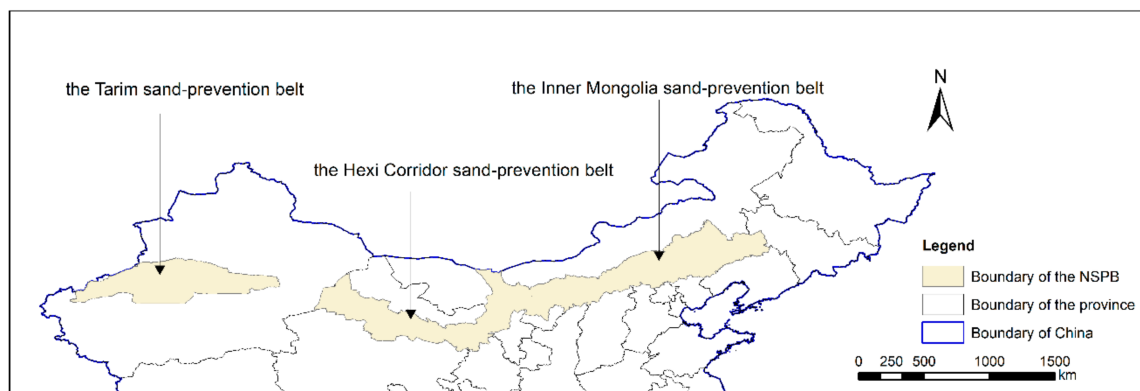 the Tarim sand-prevention belt
the Inner Mongolia sand-prevention belt
the Hexi Corridor sand-prevention belt
N
Legend
Boundary of the NSPB
Boundary of the province
Boundary of China
0 250 500 1000 1500
km